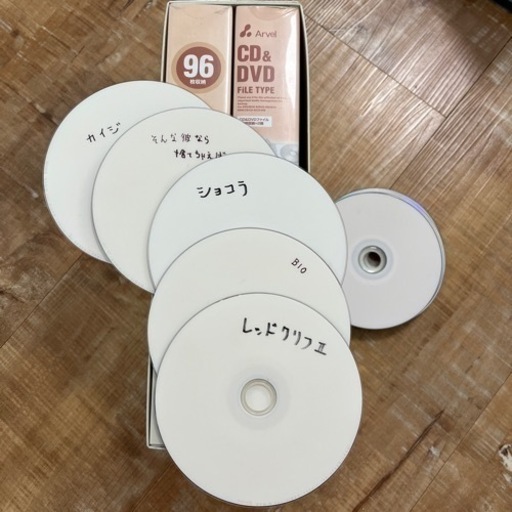 96
Arvel
CD&
DVD
FILE TYPE
カイジ
そんな彼なら
捨てちゃえば
ショコラ
Bio
レッドクリフⅡ